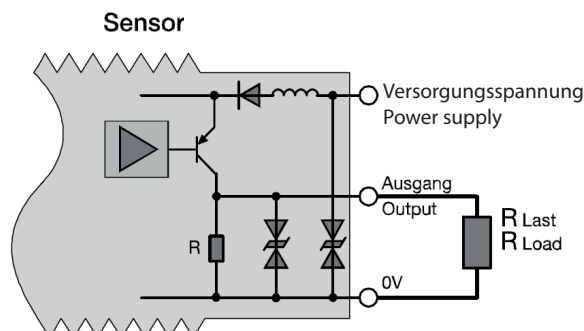 Sensor
Versorgungsspannung
Power supply
Ausgang
Output
R Last
R Load
R
0V